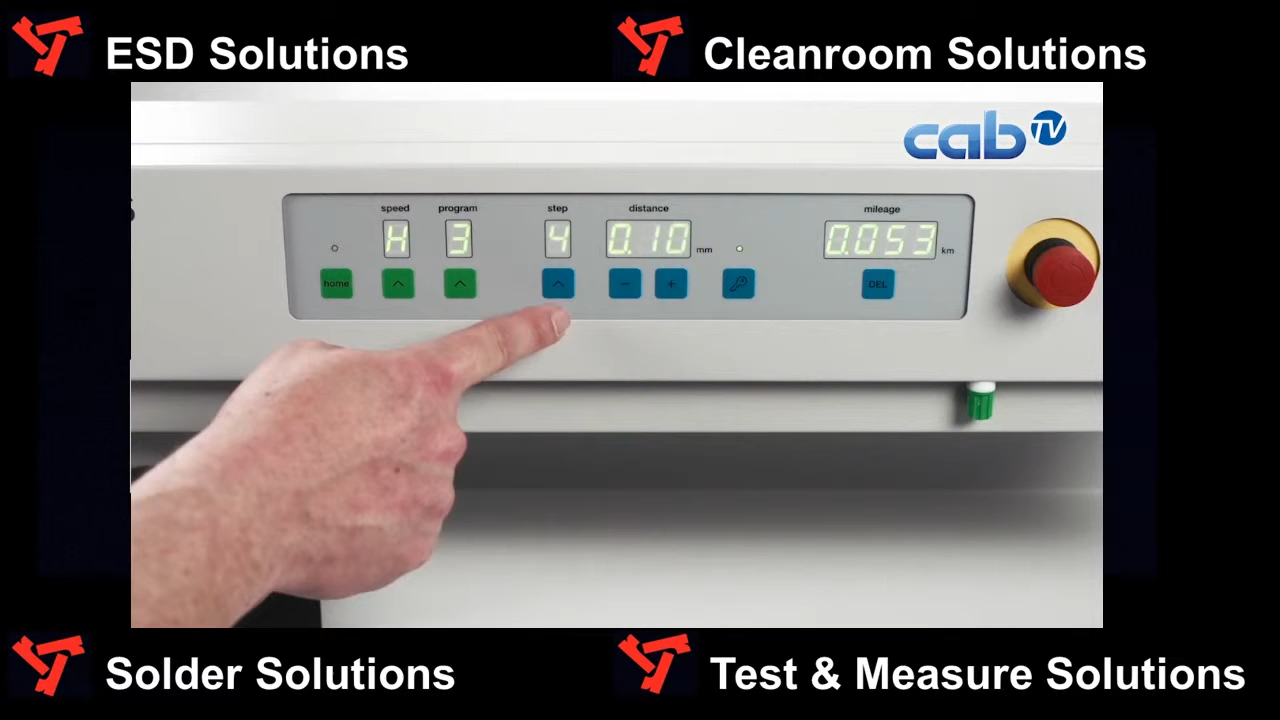 ESD Solutions
Cleanroom Solutions
cab TV
speed program step distance mileage
H 3 4 0.10 mm 0.053 km
home DEL
Solder Solutions
Test & Measure Solutions